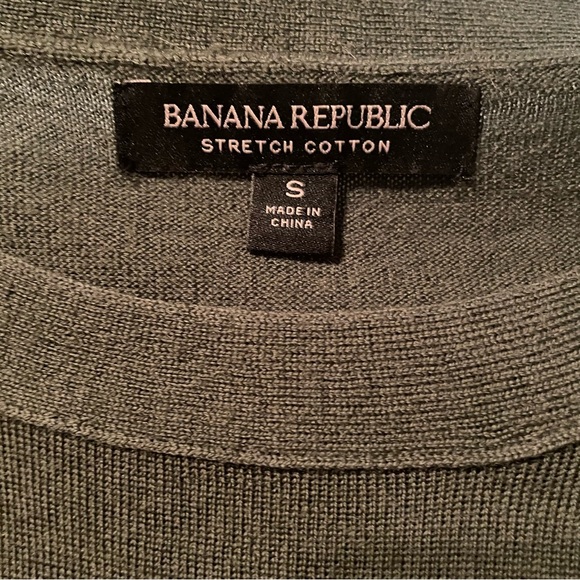 BANANA REPUBLIC
STRETCH COTTON
S
MADE IN
CHINA